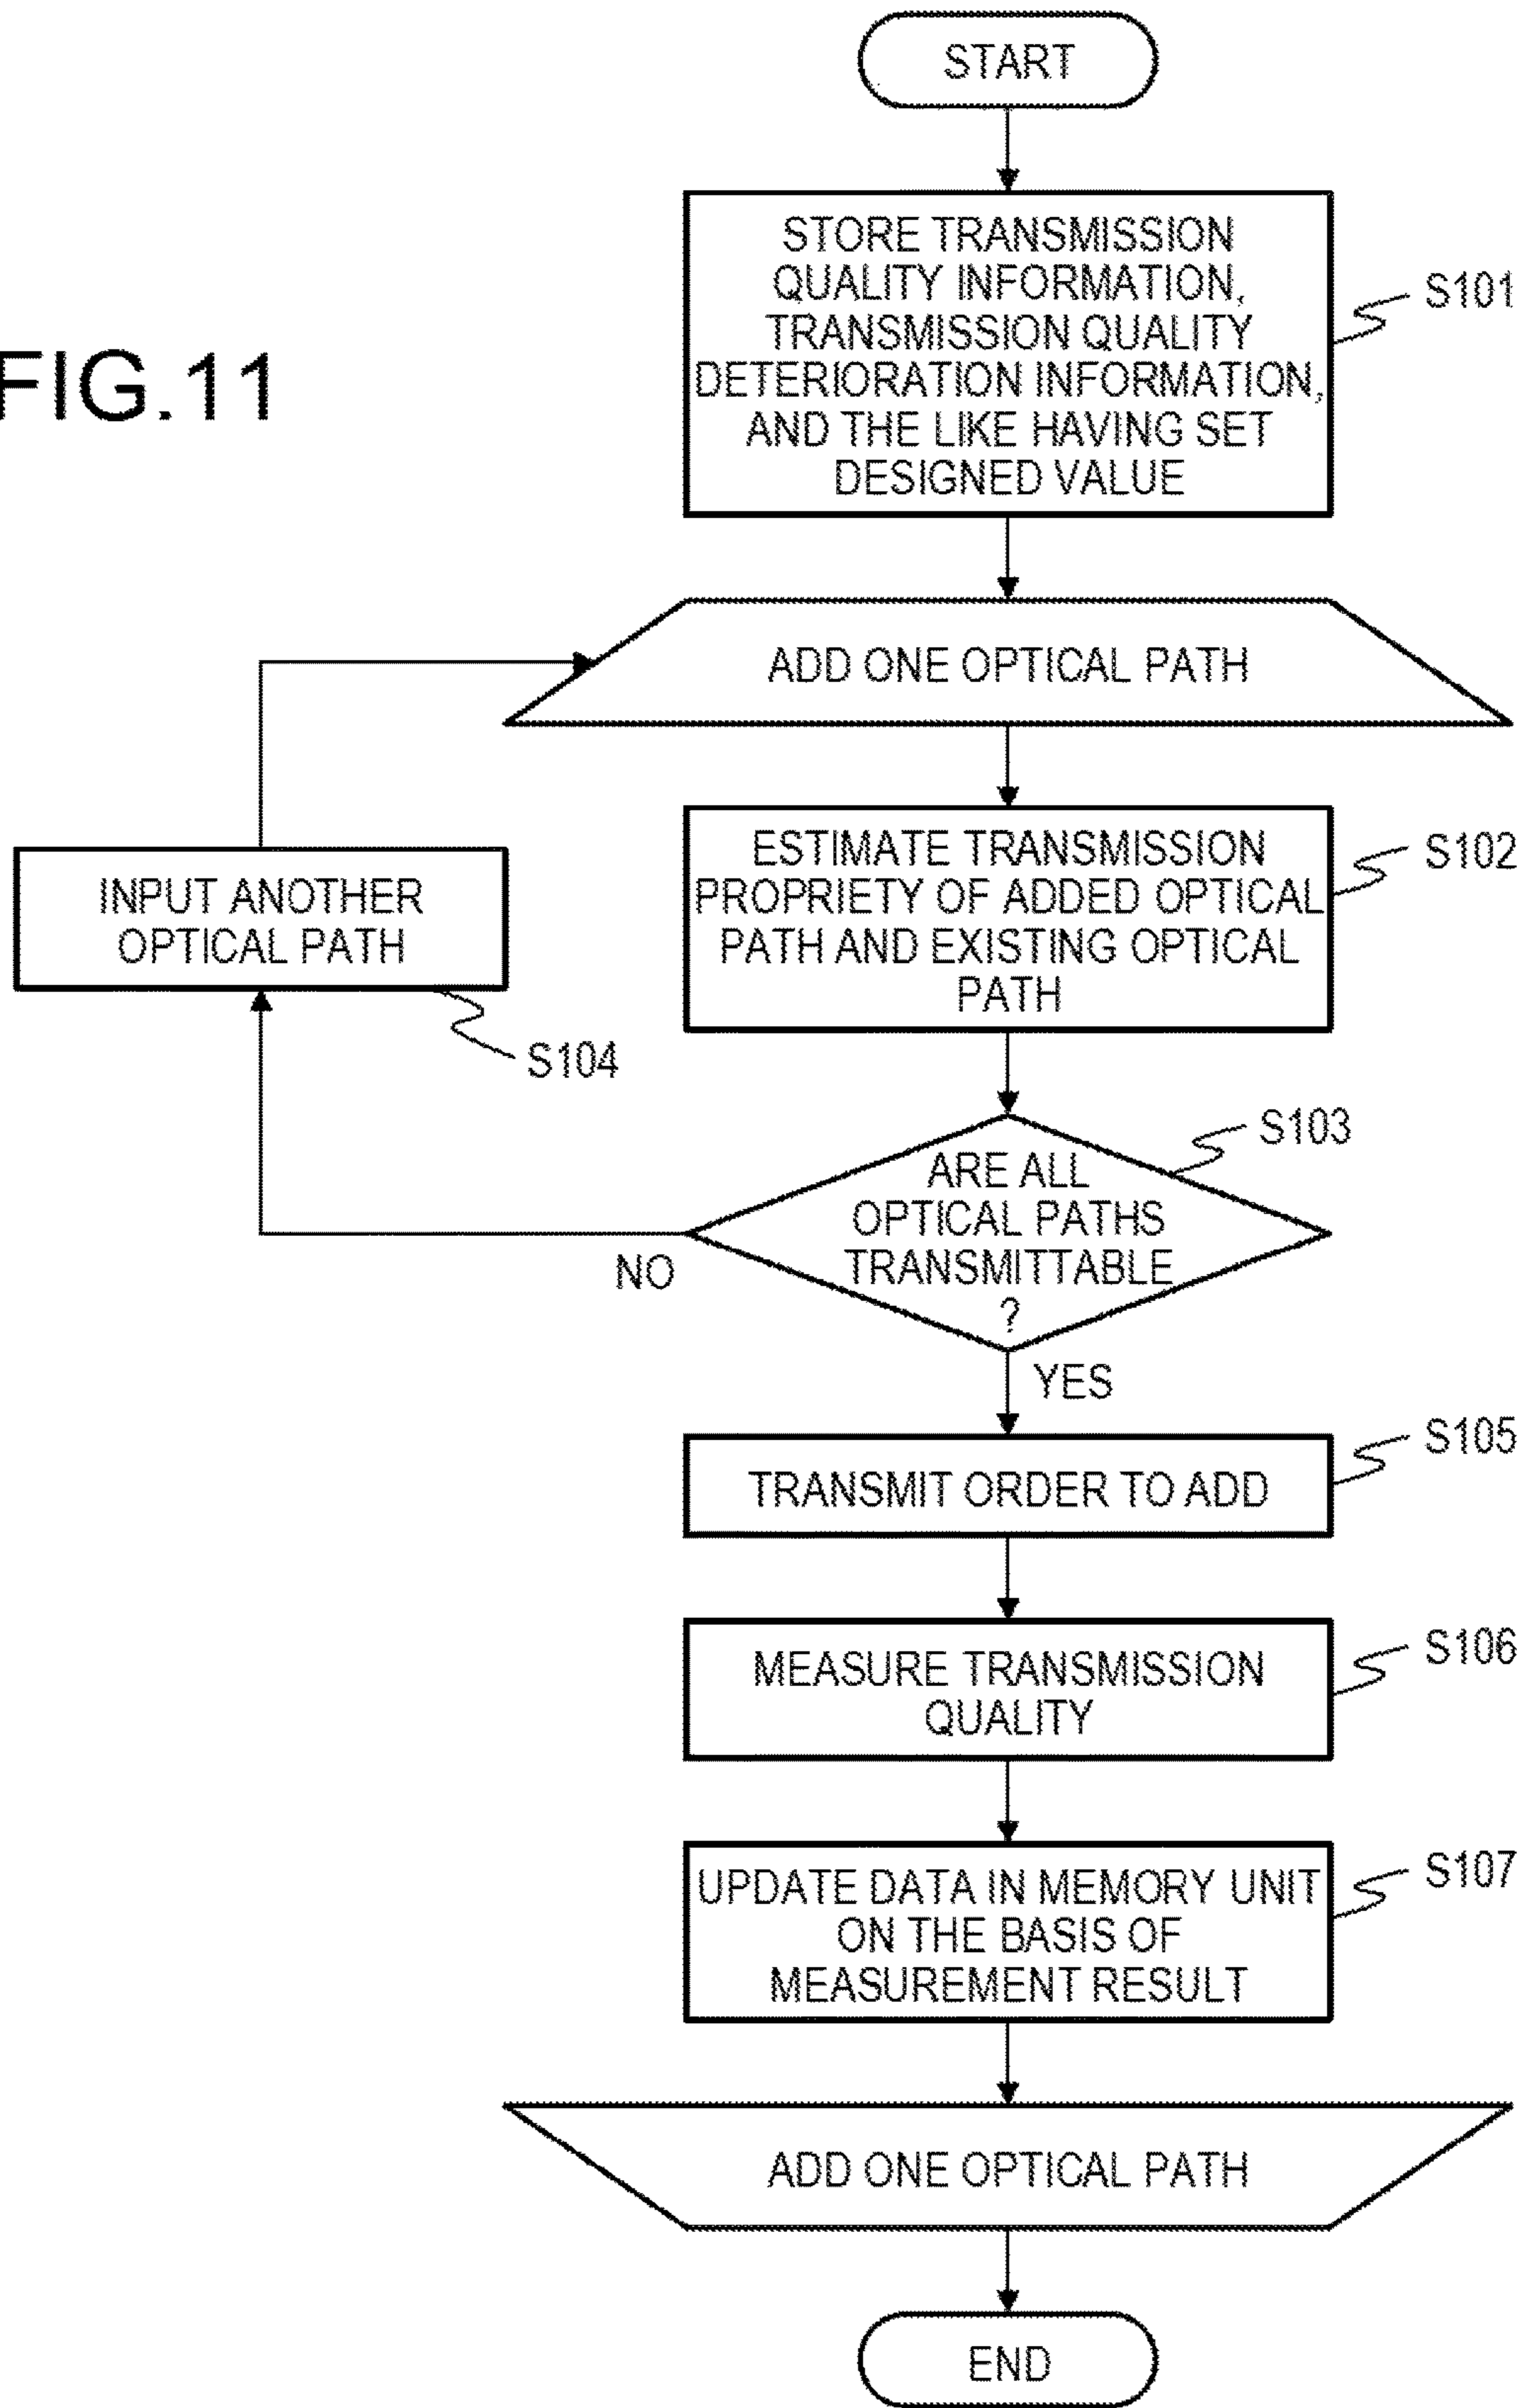 FIG.11
START
STORE TRANSMISSION
QUALITY INFORMATION,
TRANSMISSION QUALITY
DETERIORATION INFORMATION,
AND THE LIKE HAVING SET
DESIGNED VALUE
S101
ADD ONE OPTICAL PATH
ESTIMATE TRANSMISSION
PROPRIETY OF ADDED OPTICAL
PATH AND EXISTING OPTICAL
PATH
S102
INPUT ANOTHER
OPTICAL PATH
S104
ARE ALL
OPTICAL PATHS
TRANSMITTABLE
?
S103
NO
YES
TRANSMIT ORDER TO ADD
S105
MEASURE TRANSMISSION
QUALITY
S106
UPDATE DATA IN MEMORY UNIT
ON THE BASIS OF
MEASUREMENT RESULT
S107
ADD ONE OPTICAL PATH
END